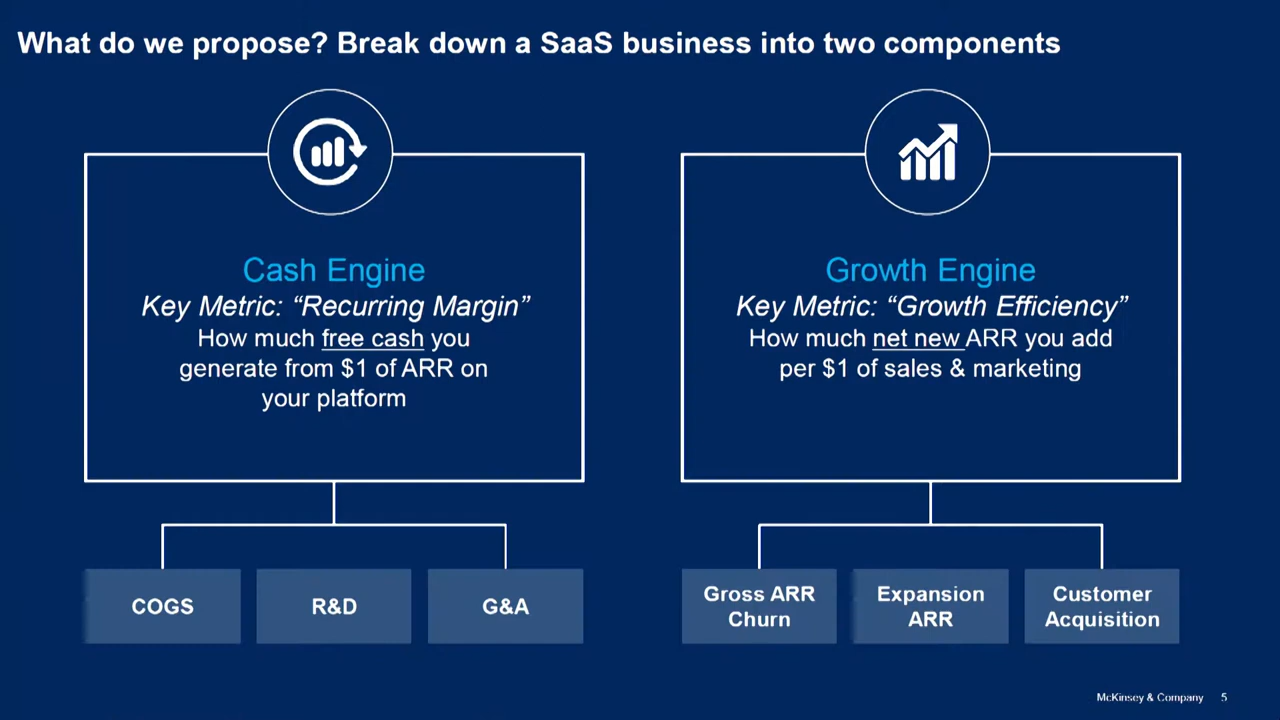 What do we propose? Break down a SaaS business into two components
Cash Engine
Key Metric: “Recurring Margin”
How much free cash you
generate from $1 of ARR on
your platform
Growth Engine
Key Metric: “Growth Efficiency”
How much net new ARR you add
per $1 of sales & marketing
COGS
R&D
G&A
Gross ARR
Churn
Expansion
ARR
Customer
Acquisition
McKinsey & Company 5